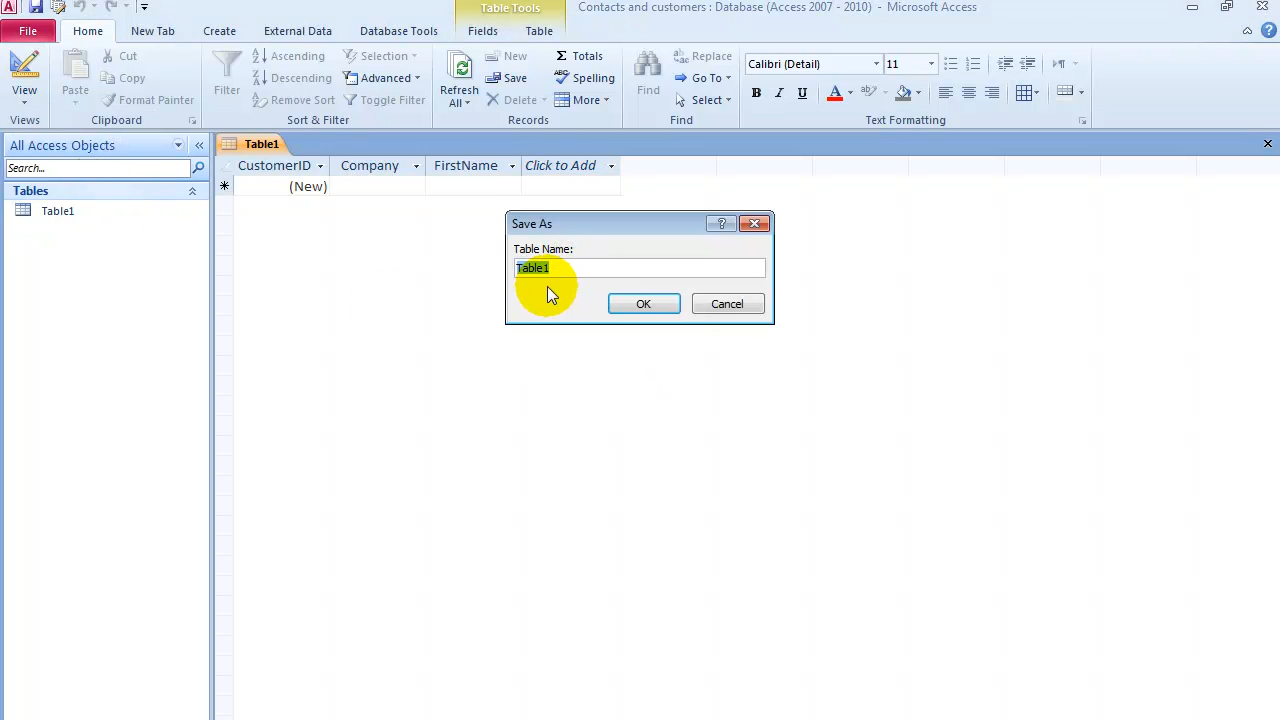 Table Tools
Contacts and customers : Database (Access 2007 - 2010) - Microsoft Access
File Home New Tab Create External Data Database Tools Fields Table
View
Views
Paste
Cut
Copy
Format Painter
Clipboard
Filter
Ascending
Descending
Remove Sort
Selection
Advanced
Toggle Filter
Sort & Filter
Refresh All
New
Save
Delete
Totals
Spelling
More
Records
Find
Replace
Go To
Select
Find
Calibri (Detail) 11
B I U A ab
Text Formatting
All Access Objects
Search...
Tables
Table1
Table1
CustomerID Company FirstName Click to Add
(New)
Save As
Table Name:
Table1
OK Cancel